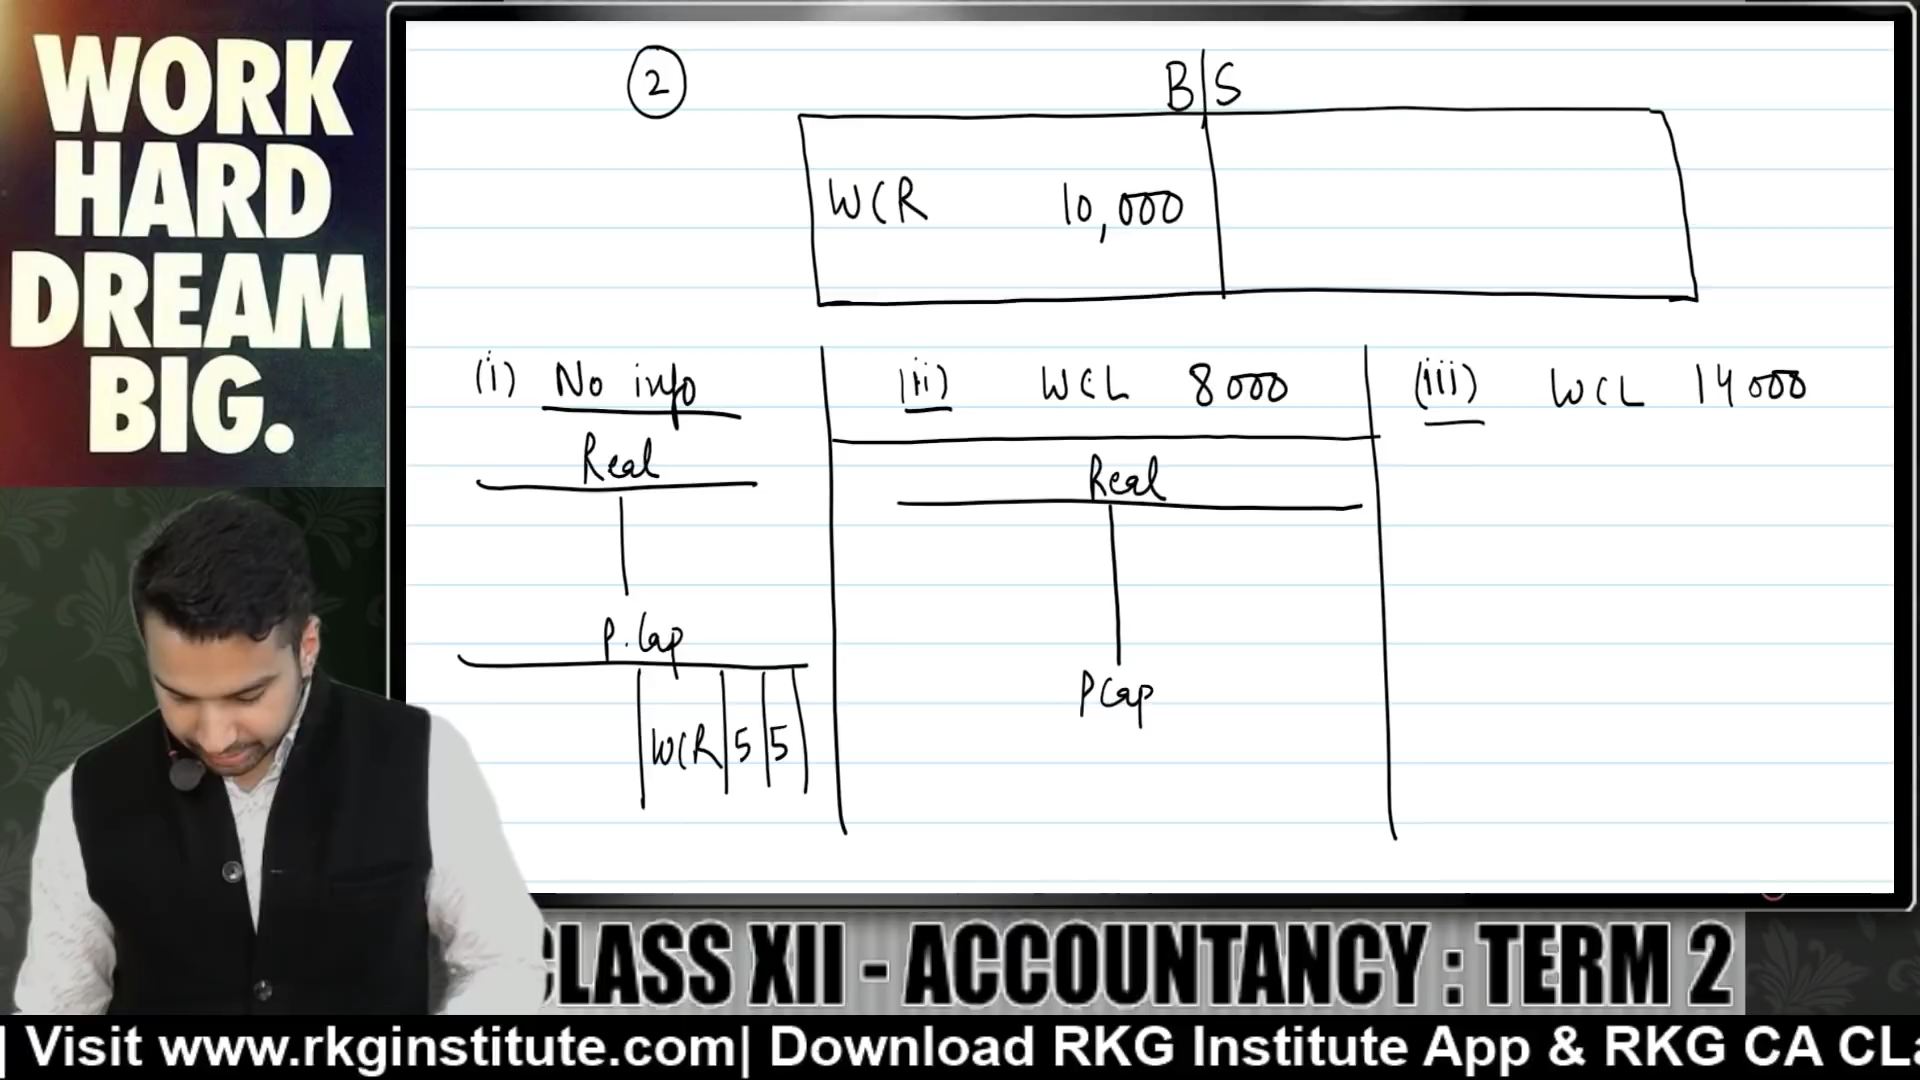 WORK
HARD
DREAM
BIG.
2
B|S
WCR 10,000
(i) No info
Real
P.Cap
WCR 5 5
(ii) WCL 8000
Real
PCap
(iii) WCL 14000
CLASS XII - ACCOUNTANCY : TERM 2
| Visit www.rkginstitute.com| Download RKG Institute App & RKG CA CLa